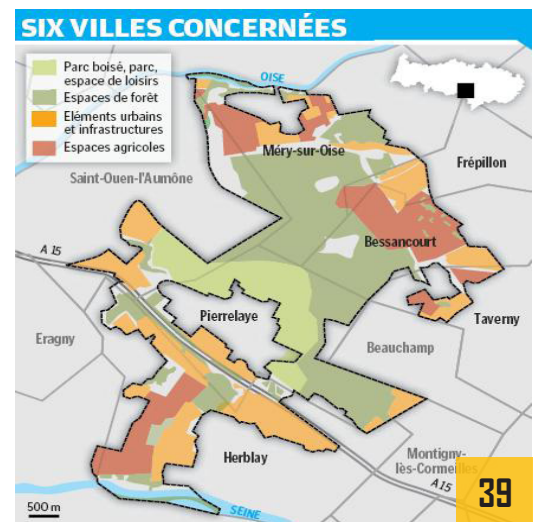 SIX VILLES CONCERNÉES
Parc boisé, parc,
espace de loisirs
Espaces de forêt
Eléments urbains
et infrastructures
Espaces agricoles
OISE
Méry-sur-Oise
Frépillon
Saint-Ouen-l'Aumône
Bessancourt
A 15
Pierrelaye
Taverny
Eragny
Beauchamp
Herblay
Montigny-
lès-Cormeilles
A15
39
500 m
SEINE